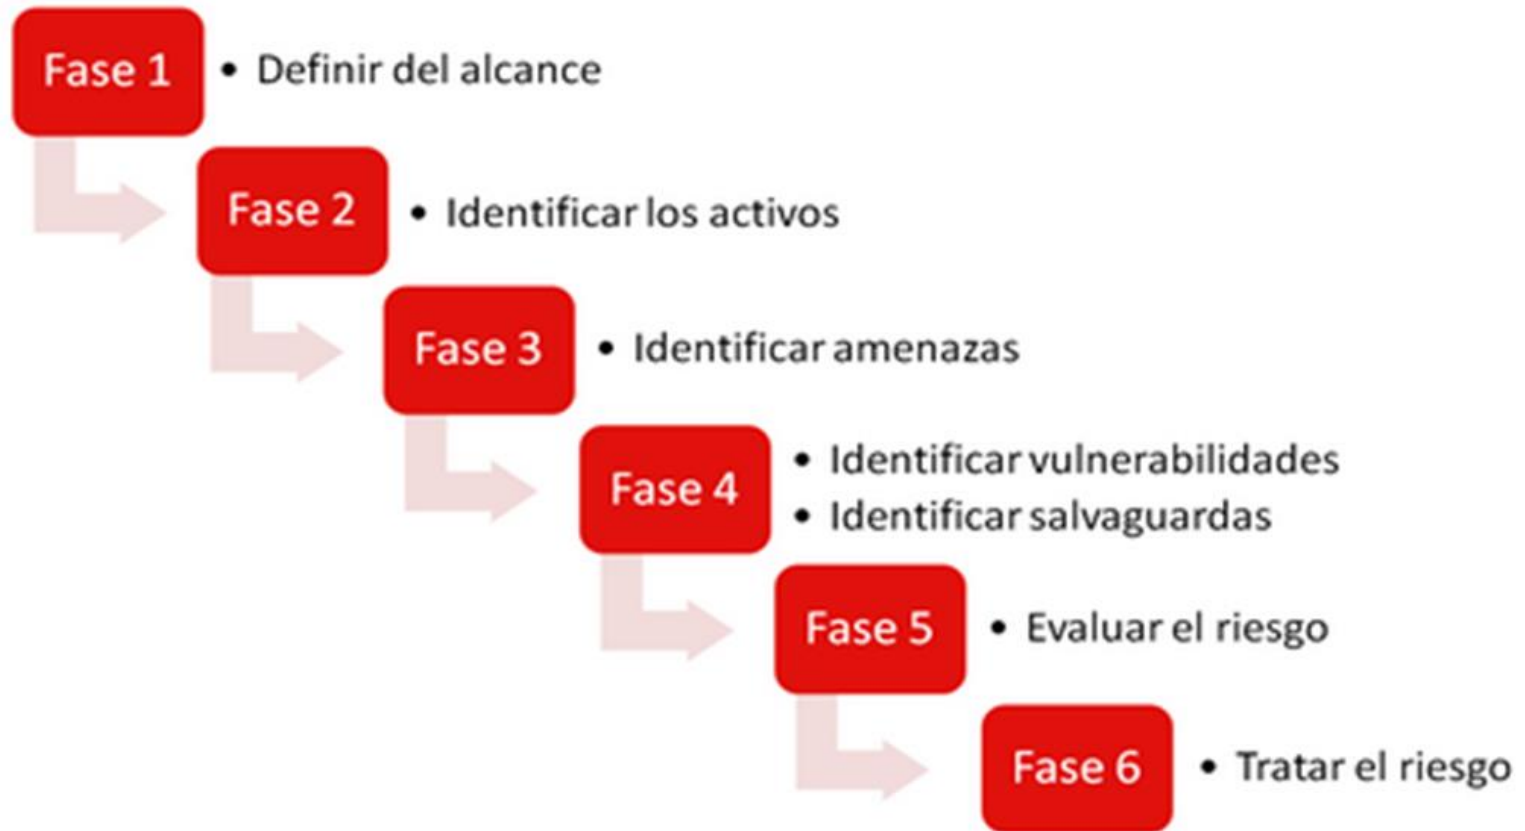 Fase 1
• Definir del alcance
Fase 2
• Identificar los activos
Fase 3
• Identificar amenazas
Fase 4
• Identificar vulnerabilidades
• Identificar salvaguardas
Fase 5
• Evaluar el riesgo
Fase 6
• Tratar el riesgo